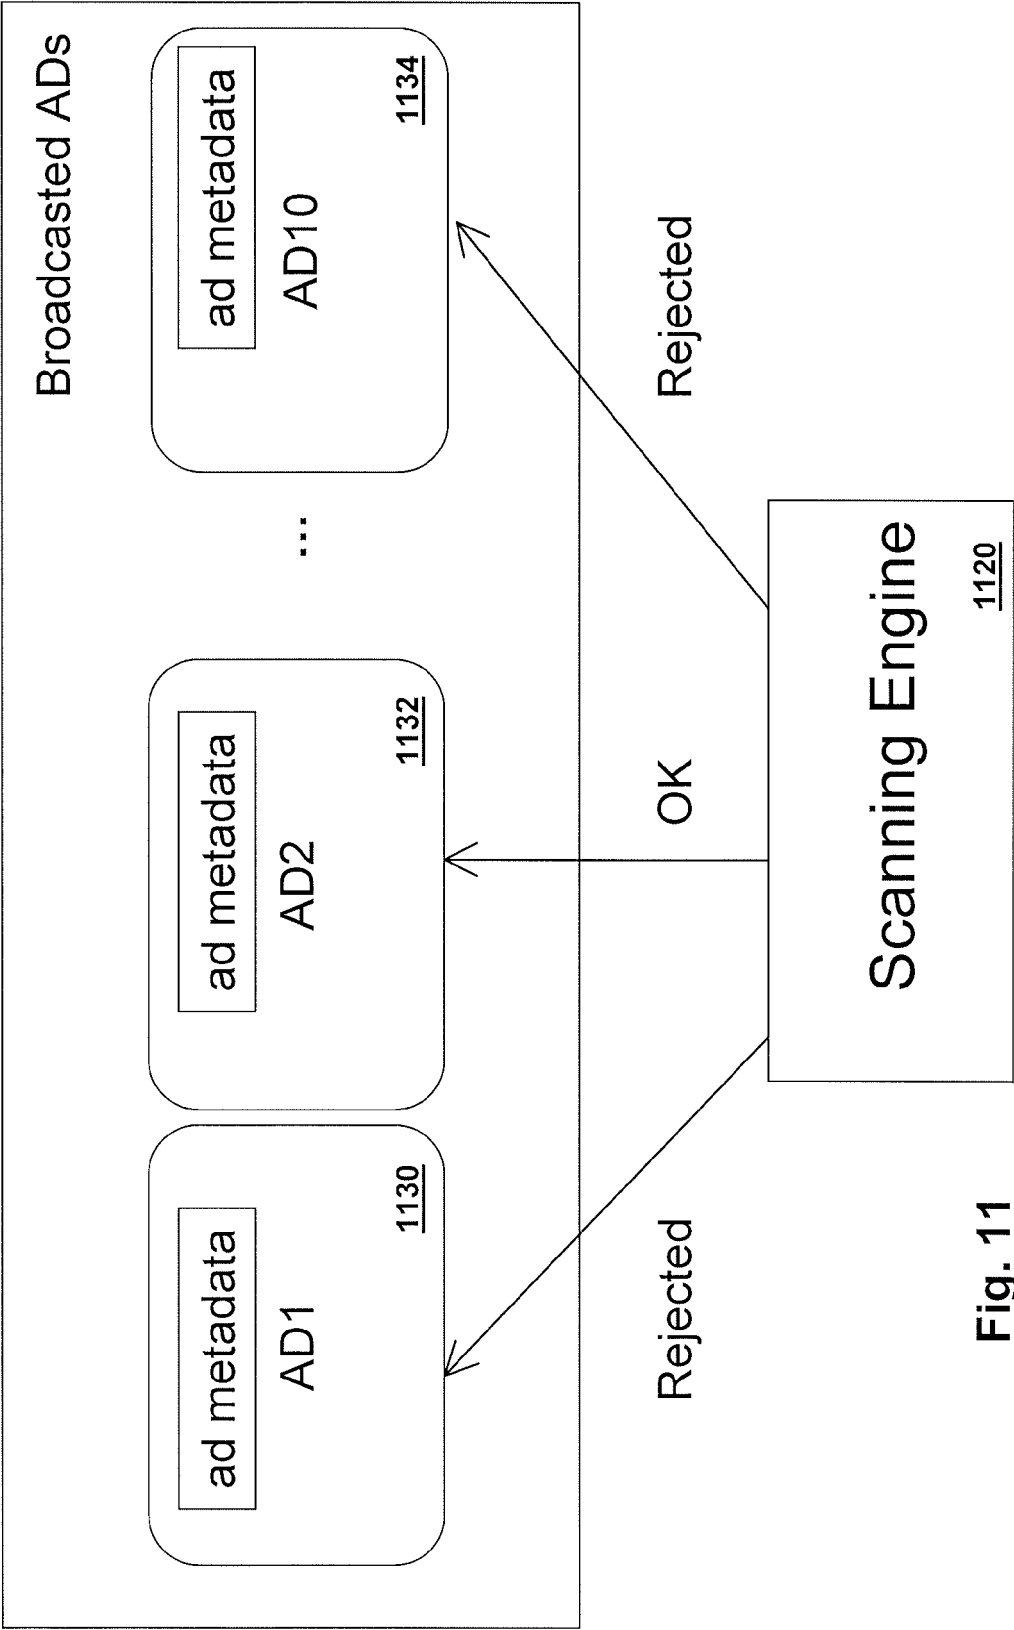 Broadcasted ADs
ad metadata
AD1
1130
ad metadata
AD2
1132
...
ad metadata
AD10
1134
Rejected
OK
Rejected
Scanning Engine
1120
Fig. 11